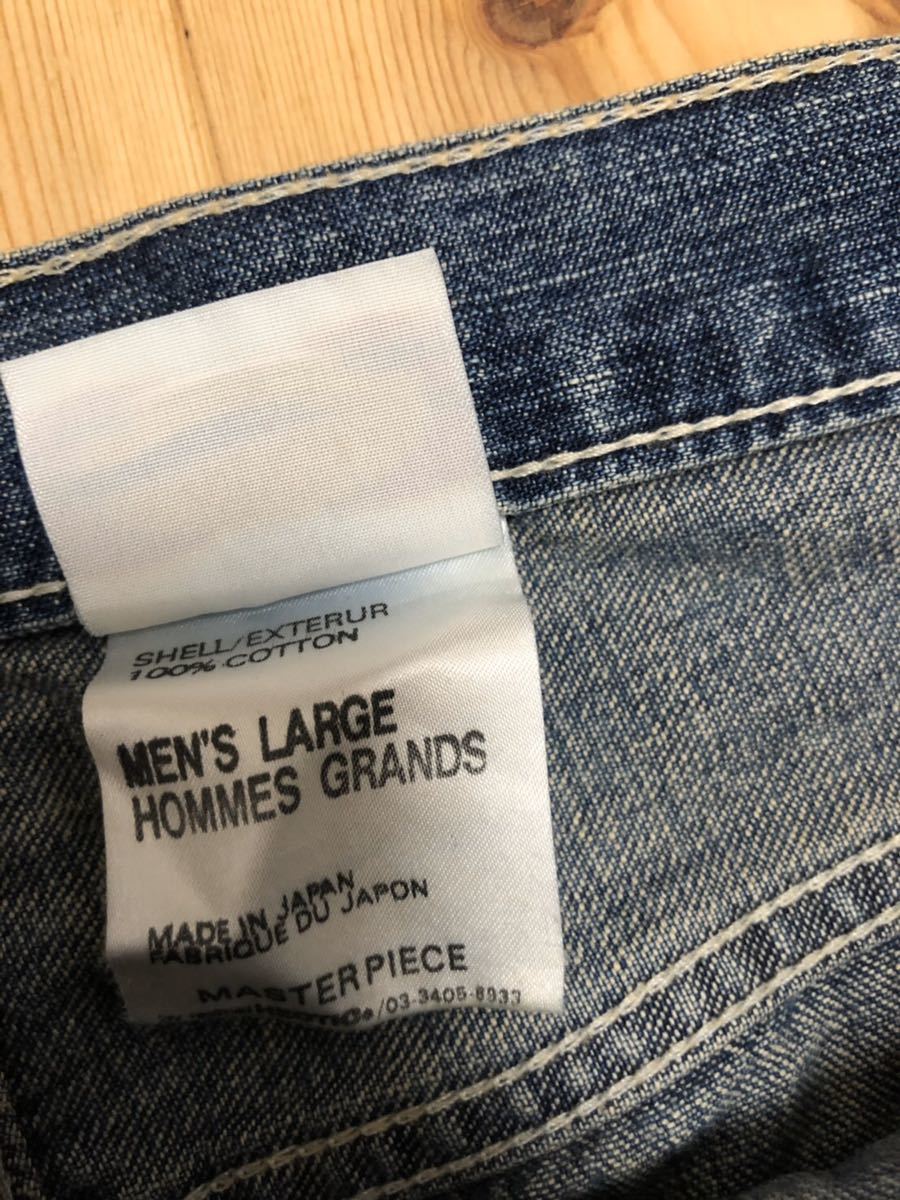 SHELL/EXTERUR
100% COTTON
MEN'S LARGE
HOMMES GRANDS
MADE IN JAPAN
FABRIQUE DU JAPON
MASTERPIECE
/03-3405-8933